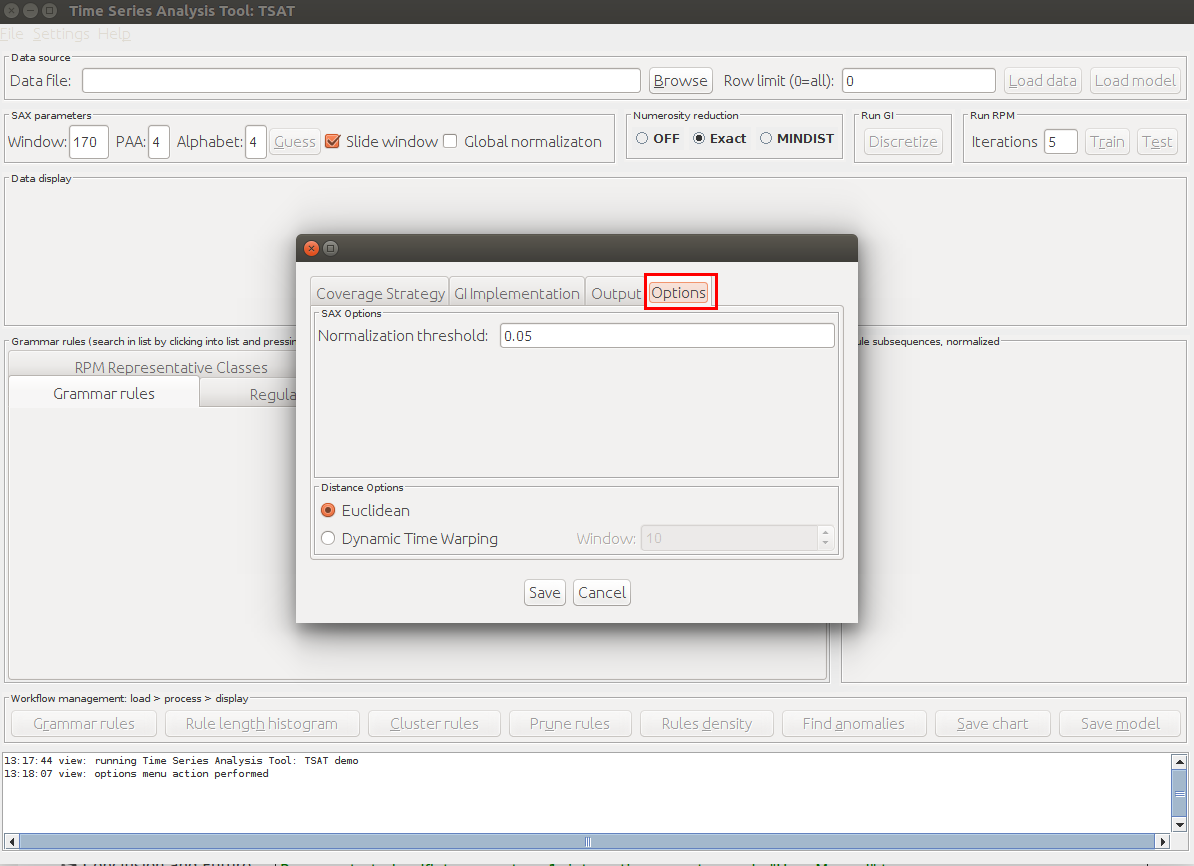 Time Series Analysis Tool: TSAT
File Settings Help
Data source
Data file: Browse Row limit (0=all): 0 Load data Load model
SAX parameters Numerosity reduction Run GI Run RPM
Window: 170 PAA: 4 Alphabet: 4 Guess Slide window Global normalizaton OFF Exact MINDIST Discretize Iterations 5 Train Test
Data display
Coverage Strategy GI Implementation Output Options
SAX Options
Normalization threshold: 0.05
Distance Options
Euclidean
Dynamic Time Warping Window: 10
Save Cancel
Grammar rules (search in list by clicking into list and pressin
subsequences, normalized
RPM Representative Classes
Grammar rules Regula
Workflow management: load > process > display
Grammar rules Rule length histogram Cluster rules Prune rules Rules density Find anomalies Save chart Save model
13:17:44 view: running Time Series Analysis Tool: TSAT demo
13:18:07 view: options menu action performed